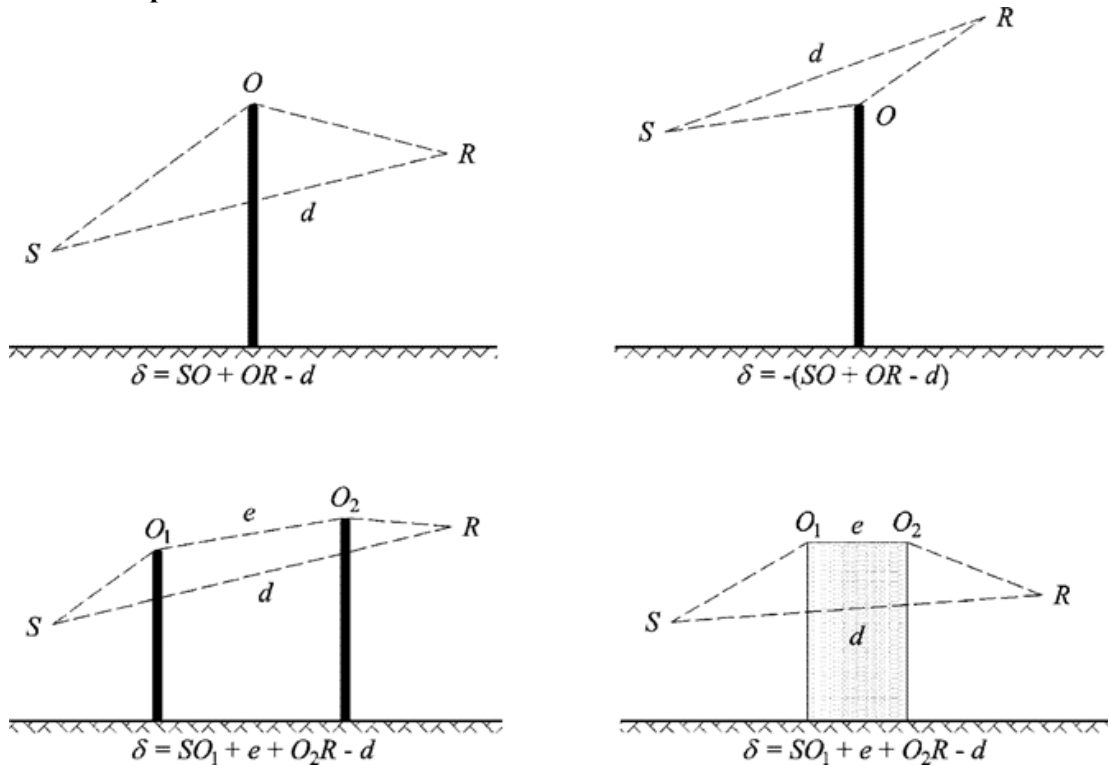 O
S
R
d
δ = SO + OR - d
R
d
S
O
δ = -(SO + OR - d)
O₁
e
O₂
R
d
S
δ = SO₁ + e + O₂R - d
O₁ e O₂
S
R
d
δ = SO₁ + e + O₂R - d